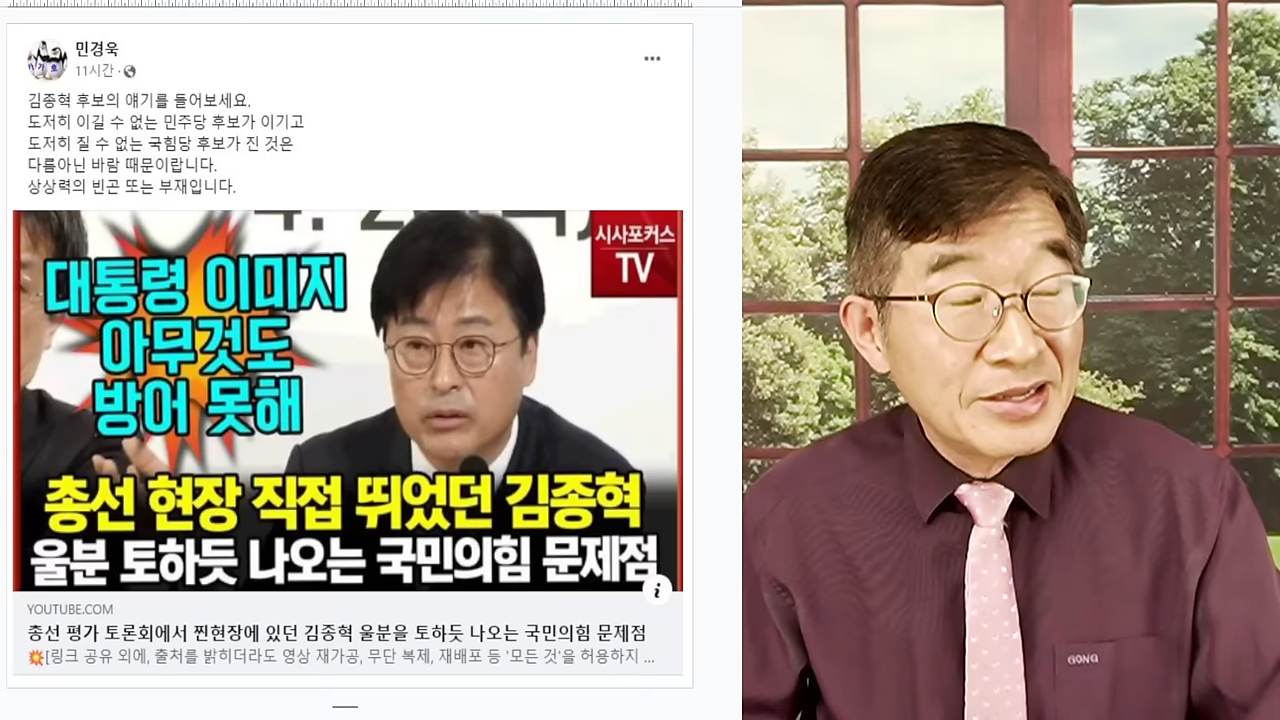 민경욱
11시간 ·
김종혁 후보의 얘기를 들어보세요.
도저히 이길 수 없는 민주당 후보가 이기고
도저히 질 수 없는 국힘당 후보가 진 것은
다름아닌 바람 때문이랍니다.
상상력의 빈곤 또는 부재입니다.
시사포커스
TV
대통령 이미지
아무것도
방어 못해
총선 현장 직접 뛰었던 김종혁
울분 토하듯 나오는 국민의힘 문제점
YOUTUBE.COM
총선 평가 토론회에서 찐현장에 있던 김종혁 울분을 토하듯 나오는 국민의힘 문제점
💥[링크 공유 외에, 출처를 밝히더라도 영상 재가공, 무단 복제, 재배포 등 '모든 것'을 허용하지 ...
GONG